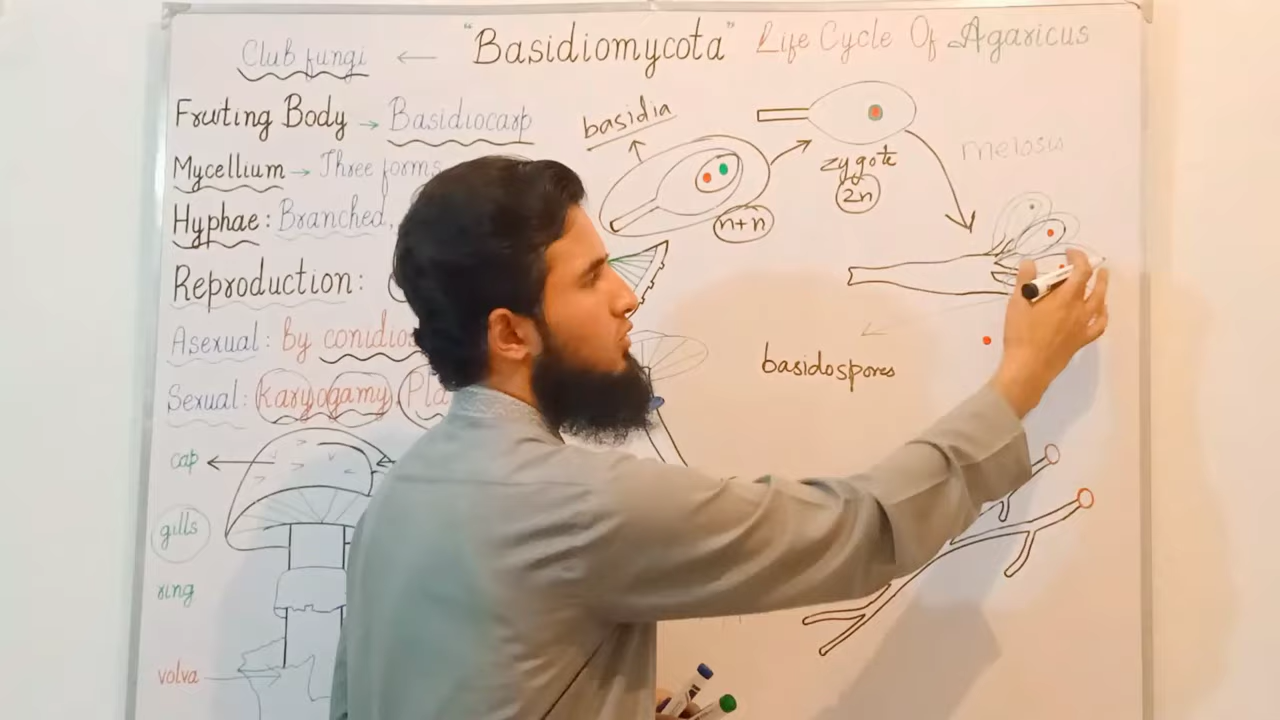 Club fungi ← "Basidiomycota" Life Cycle Of Agaricus
Fruiting Body → Basidiocarp
Mycellium → Three forms
Hyphae: Branched,
Reproduction:
Asexual: by conidios
Sexual: karyogamy Pla
cap
gills
ring
volva
basidia
n+n
zygote
2n
meiosis
basidospores